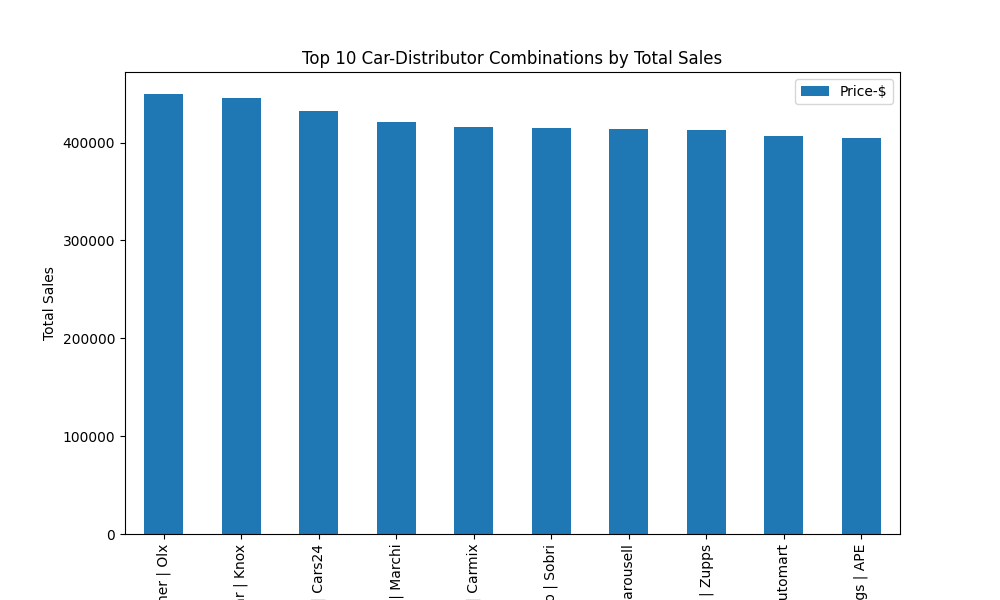 Top 10 Car-Distributor Combinations by Total Sales
Price-$
Total Sales
400000
300000
200000
100000
0
| Olx
| Knox
| Cars24
| Marchi
| Carmix
| Sobri
arousell
| Zupps
utomart
gs | APE